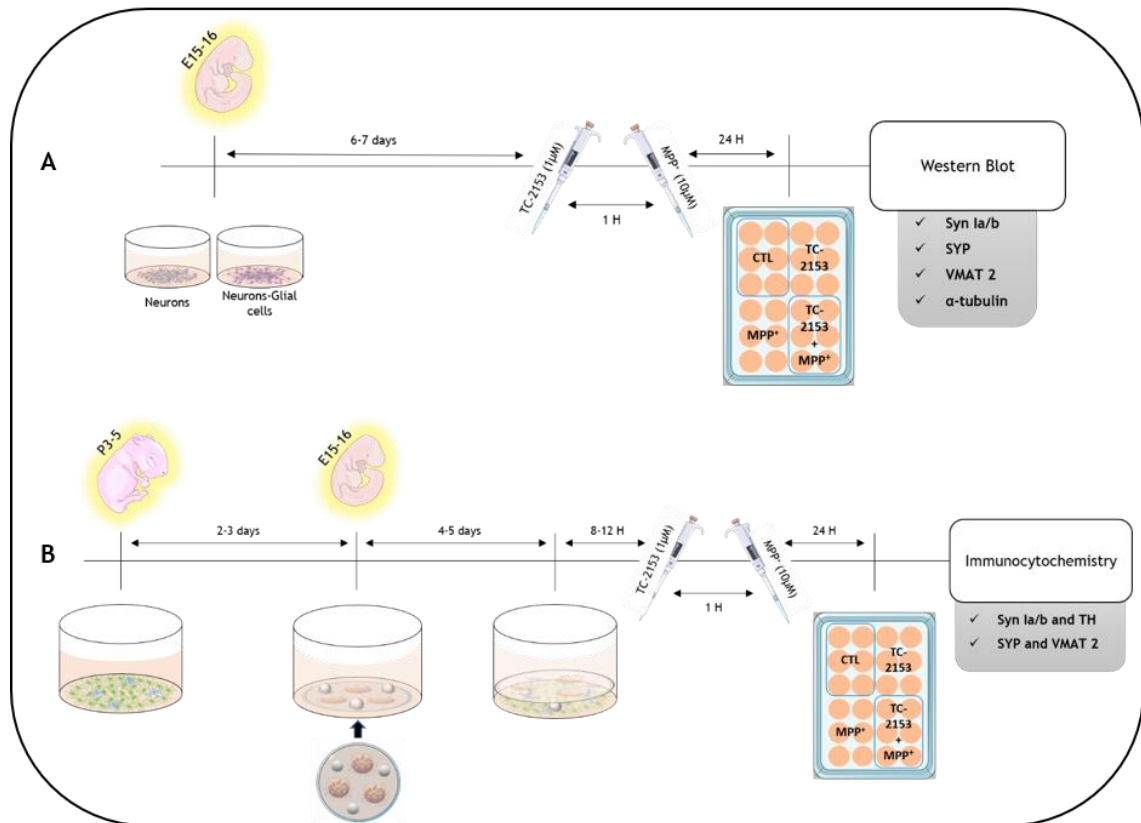 A
E15-16
6-7 days
TC-2153 (1µM)
MPP+ (10µM)
1 H
24 H
Neurons
Neurons-Glial
cells
CTL
TC-
2153
MPP+
TC-
2153
+
MPP+
Western Blot
✓ Syn Ia/b
✓ SYP
✓ VMAT 2
✓ α-tubulin
B
P3-5
2-3 days
E15-16
4-5 days
8-12 H
TC-2153 (1µM)
MPP+ (10µM)
1 H
24 H
CTL
TC-
2153
MPP+
TC-
2153
+
MPP+
Immunocytochemistry
✓ Syn Ia/b and TH
✓ SYP and VMAT 2